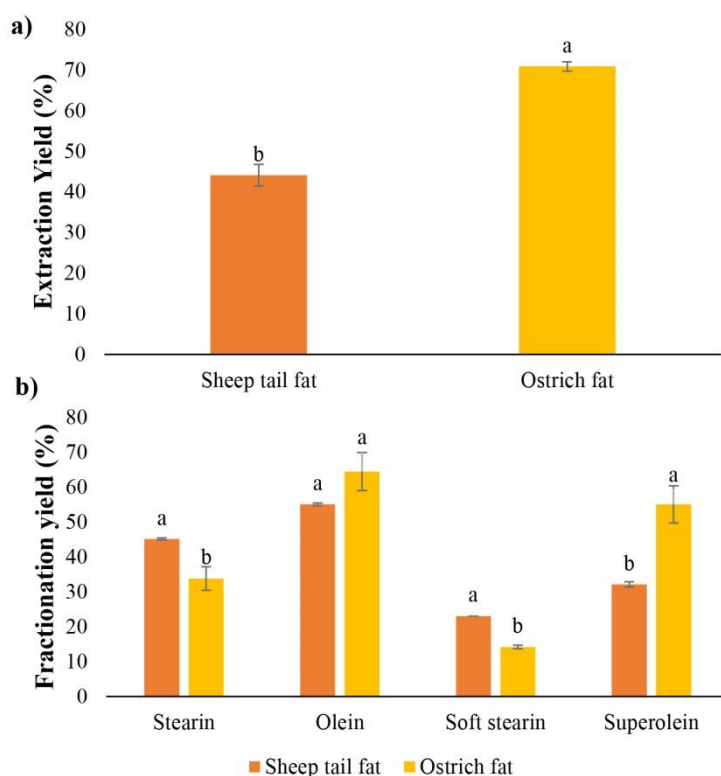 a)
Extraction Yield (%)
80
70
60
50
40
30
20
10
0
b
a
Sheep tail fat
Ostrich fat
b)
Fractionation yield (%)
80
70
60
50
40
30
20
10
0
a
b
a
a
a
b
b
a
Stearin
Olein
Soft stearin
Superolein
Sheep tail fat
Ostrich fat